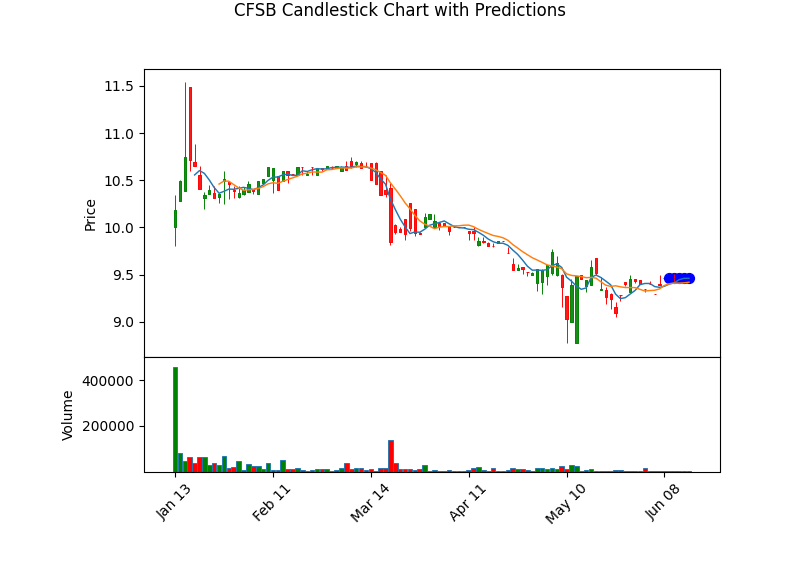 CFSB Candlestick Chart with Predictions
11.5
11.0
10.5
10.0
9.5
9.0
Price
400000
200000
Volume
Jan 13
Feb 11
Mar 14
Apr 11
May 10
Jun 08